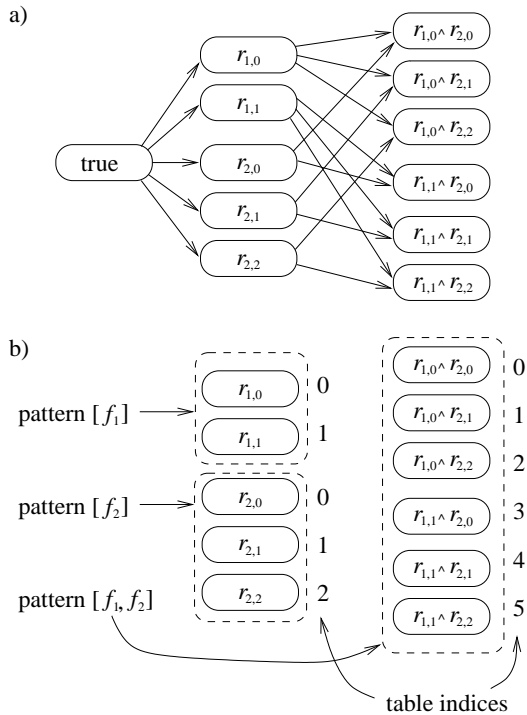 a)
r1,0
r1,1
true
r2,0
r2,1
r2,2
r1,0 ∧ r2,0
r1,0 ∧ r2,1
r1,0 ∧ r2,2
r1,1 ∧ r2,0
r1,1 ∧ r2,1
r1,1 ∧ r2,2
b)
pattern [ f1 ]
r1,0 0
r1,1 1
pattern [ f2 ]
r2,0 0
r2,1 1
r2,2 2
pattern [ f1, f2 ]
r1,0 ∧ r2,0 0
r1,0 ∧ r2,1 1
r1,0 ∧ r2,2 2
r1,1 ∧ r2,0 3
r1,1 ∧ r2,1 4
r1,1 ∧ r2,2 5
table indices